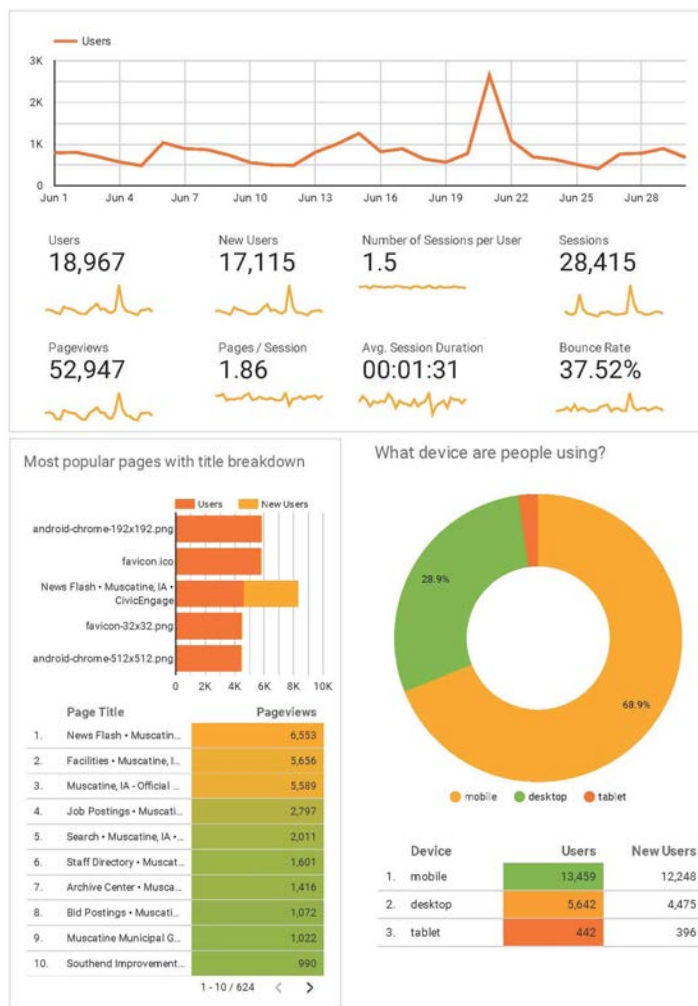 Users
3K
2K
1K
0
Jun 1 Jun 4 Jun 7 Jun 10 Jun 13 Jun 16 Jun 19 Jun 22 Jun 25 Jun 28
Users New Users Number of Sessions per User Sessions
18,967 17,115 1.5 28,415
Pageviews Pages / Session Avg. Session Duration Bounce Rate
52,947 1.86 00:01:31 37.52%
Most popular pages with title breakdown
Users New Users
android-chrome-192x192.png
favicon.ico
News Flash • Muscatine, IA •
CivicEngage
favicon-32x32.png
android-chrome-512x512.png
0 2K 4K 6K 8K 10K
Page Title Pageviews
1. News Flash • Muscatin... 6,553
2. Facilities • Muscatine, I... 5,656
3. Muscatine, IA - Official ... 5,589
4. Job Postings • Muscati... 2,797
5. Search • Muscatine, IA •... 2,011
6. Staff Directory • Muscat... 1,601
7. Archive Center • Musca... 1,416
8. Bid Postings • Muscati... 1,072
9. Muscatine Municipal G... 1,022
10. Southend Improvement... 990
1 - 10 / 624
What device are people using?
28.9%
68.9%
mobile desktop tablet
Device Users New Users
1. mobile 13,459 12,248
2. desktop 5,642 4,475
3. tablet 442 396